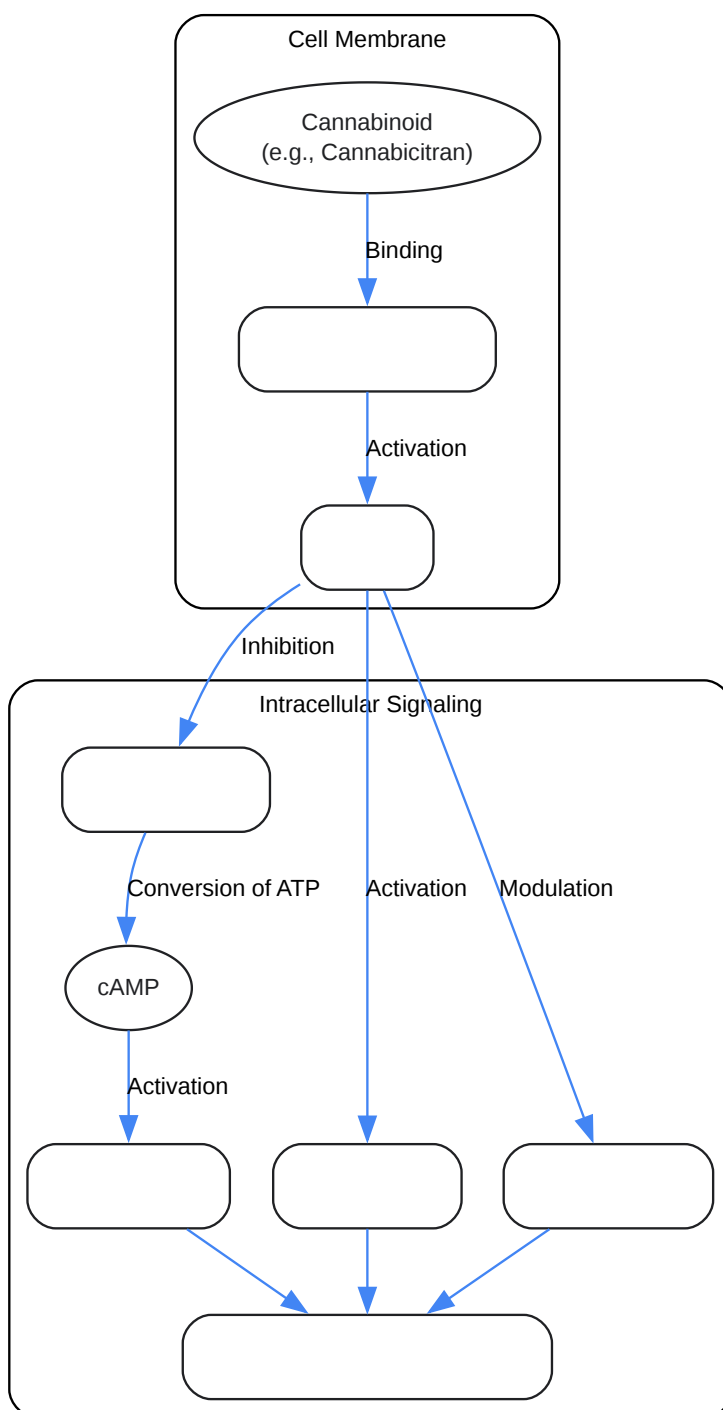 Cell Membrane
Cannabinoid
(e.g., Cannabicitran)
Binding
Activation
Inhibition
Intracellular Signaling
Conversion of ATP
Activation
Modulation
cAMP
Activation